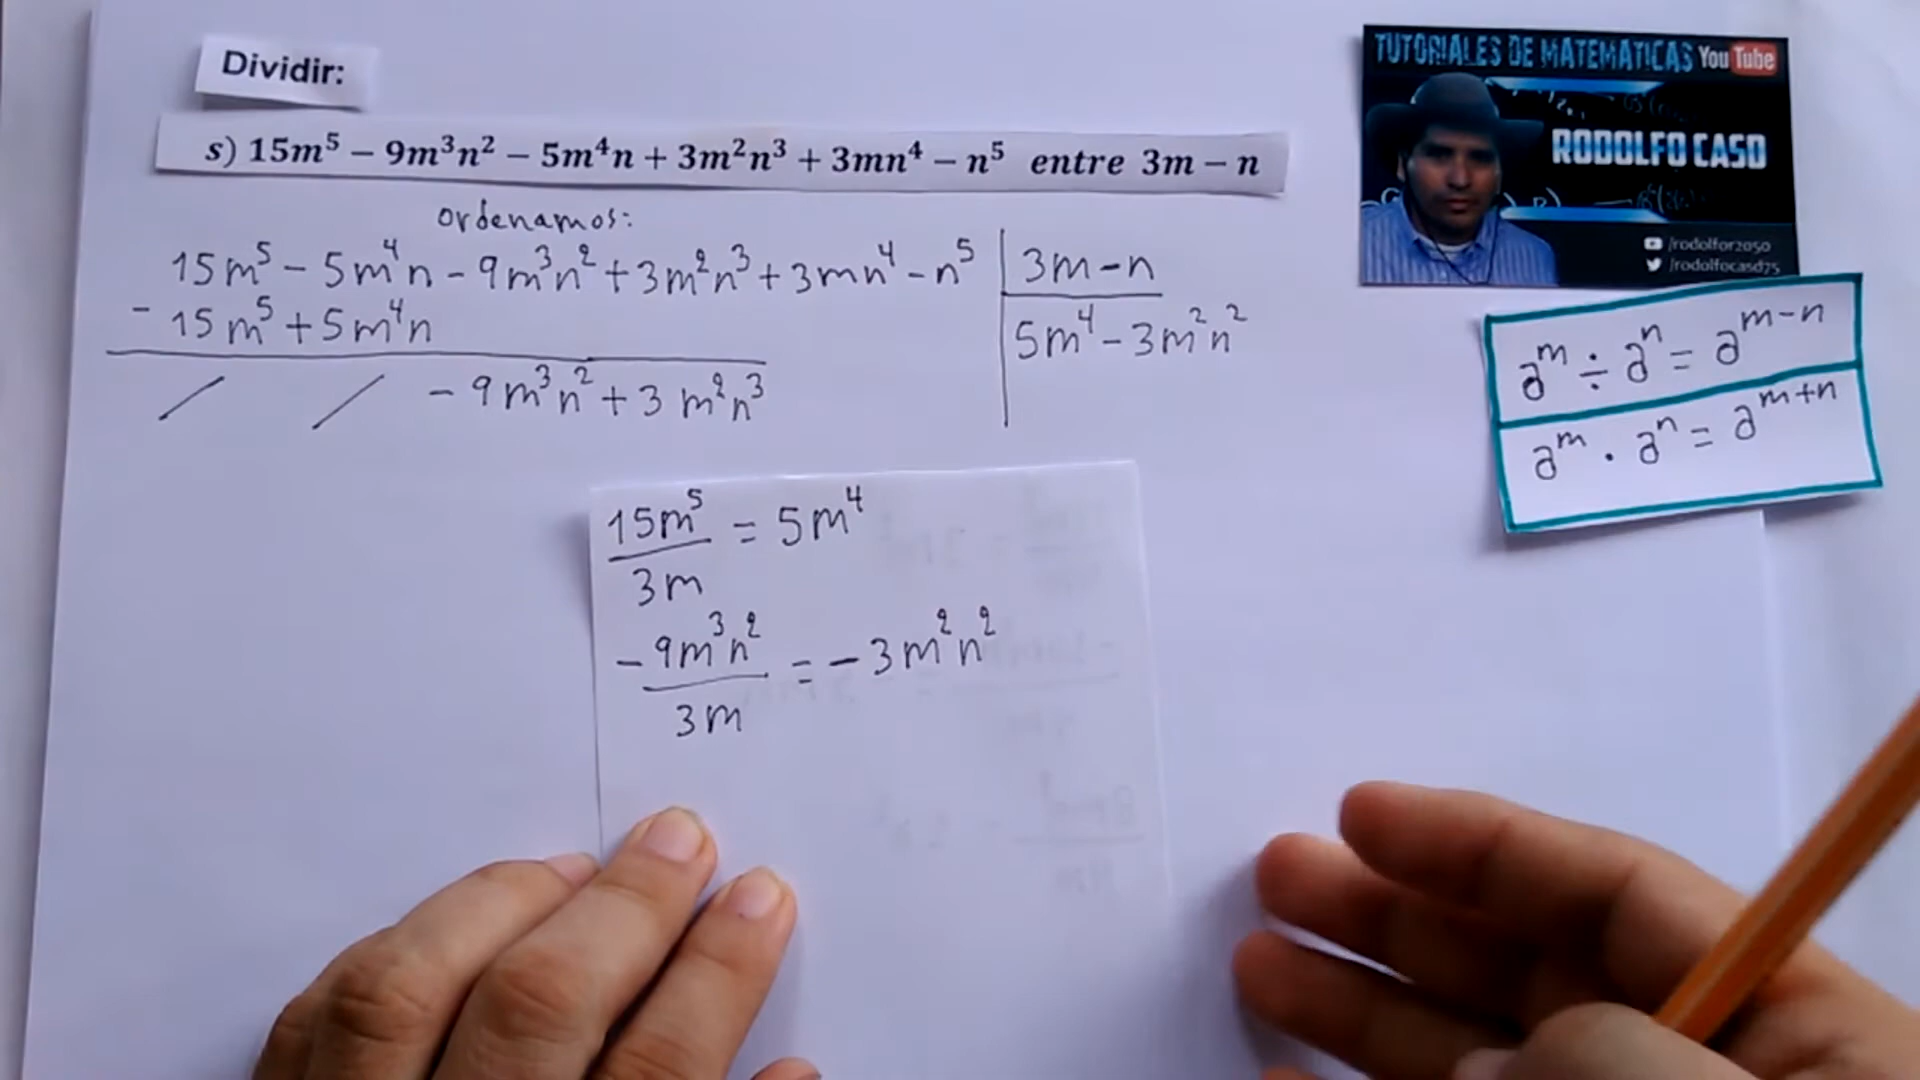 Dividir:
s) 15m⁵ − 9m³n² − 5m⁴n + 3m²n³ + 3mn⁴ − n⁵ entre 3m − n
ordenamos:
15m⁵ − 5m⁴n − 9m³n² + 3m²n³ + 3mn⁴ − n⁵ | 3m − n
− 15m⁵ + 5m⁴n
5m⁴ − 3m²n²
− 9m³n² + 3m²n³
15m⁵/3m = 5m⁴
−9m³n²/3m = −3m²n²
TUTORIALES DE MATEMATICAS YouTube
RODOLFO CASO
/rodolfor2050
/rodolfocasd75
aᵐ ÷ aⁿ = aᵐ⁻ⁿ
aᵐ . aⁿ = aᵐ⁺ⁿ